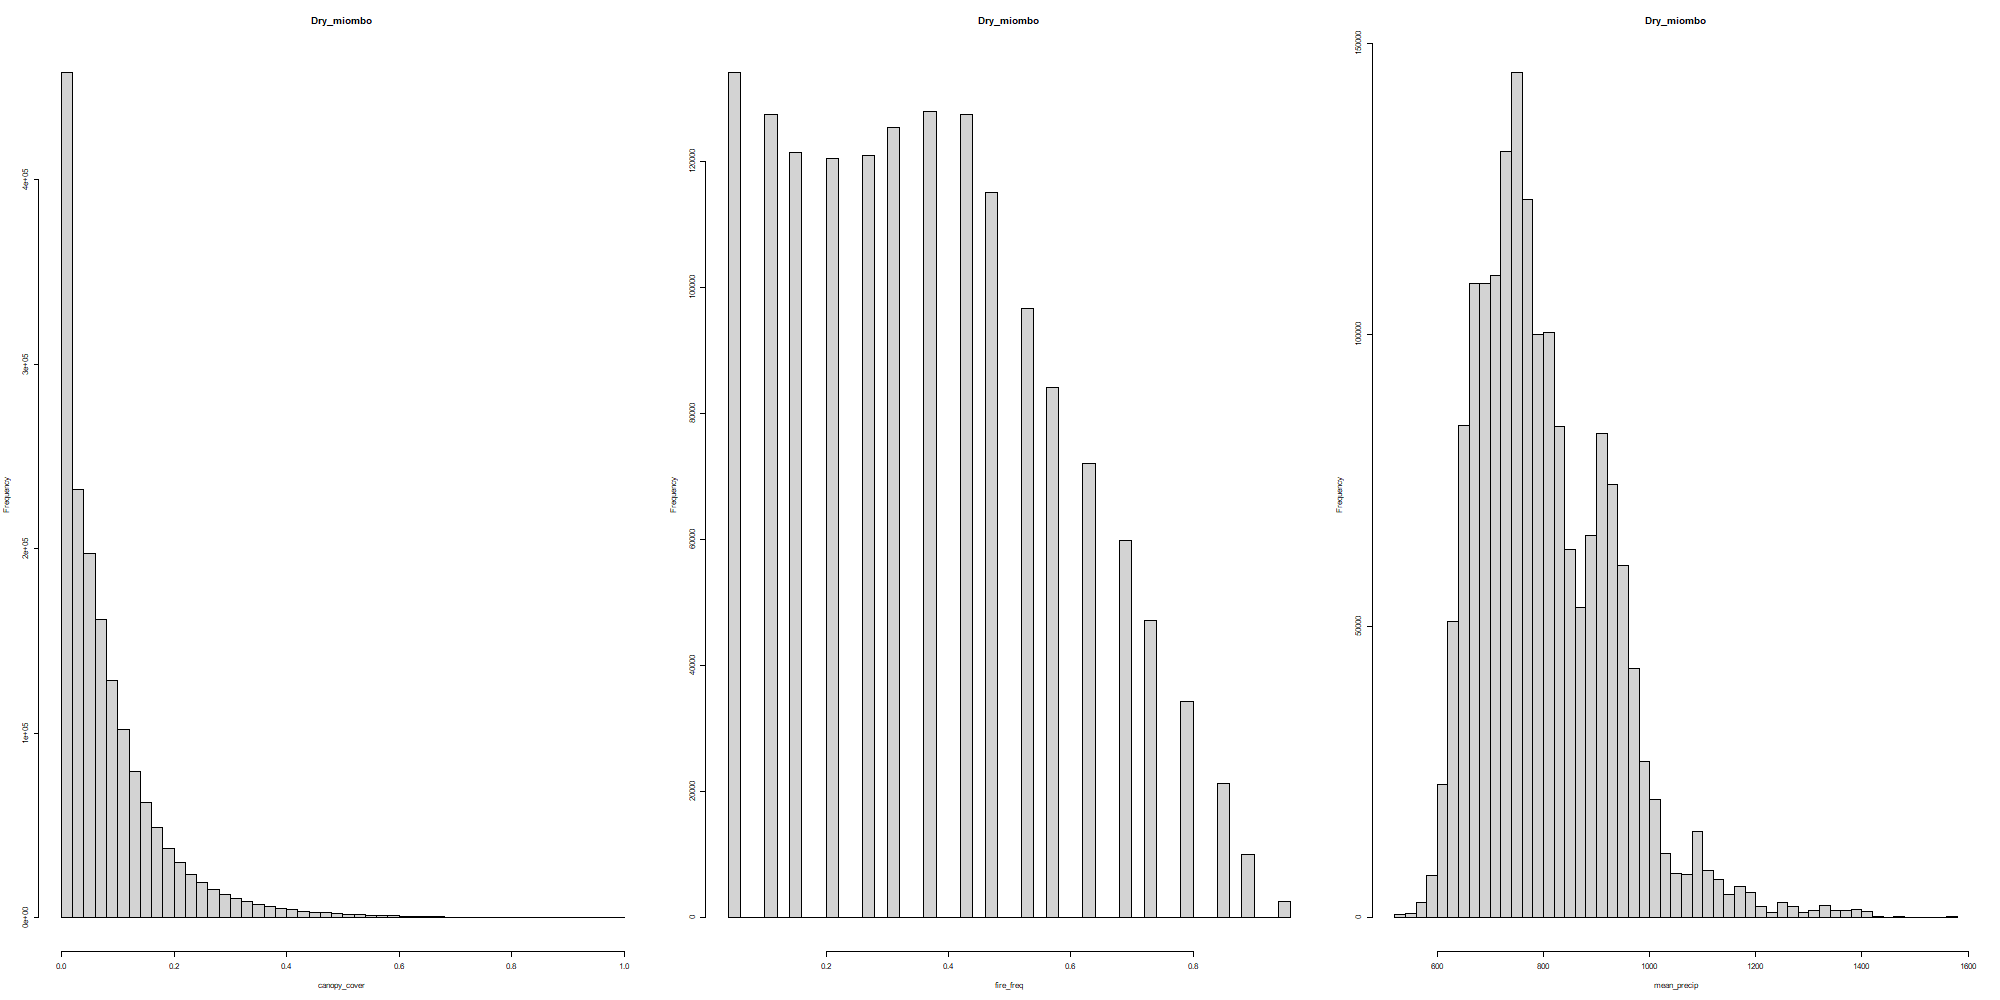 Dry_miombo
Frequency
0e+00 1e+05 2e+05 3e+05 4e+05
0.0 0.2 0.4 0.6 0.8 1.0
canopy_cover
Dry_miombo
Frequency
0 20000 40000 60000 80000 100000 120000
0.2 0.4 0.6 0.8
fire_freq
Dry_miombo
Frequency
0 50000 100000 150000
600 800 1000 1200 1400 1600
mean_precip